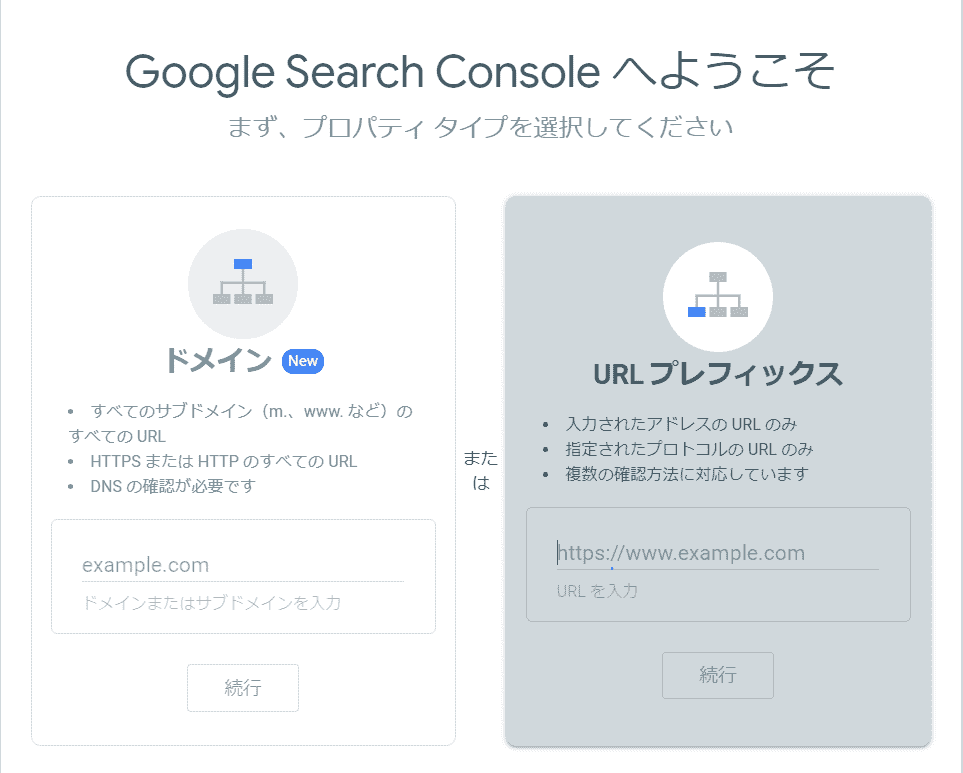 Google Search Console へようこそ
まず、プロパティ タイプを選択してください
ドメイン New
• すべてのサブドメイン（m.、www. など）の
すべての URL
• HTTPS または HTTP のすべての URL
• DNS の確認が必要です
example.com
ドメインまたはサブドメインを入力
続行
また
は
URL プレフィックス
• 入力されたアドレスの URL のみ
• 指定されたプロトコルの URL のみ
• 複数の確認方法に対応しています
https://www.example.com
URL を入力
続行